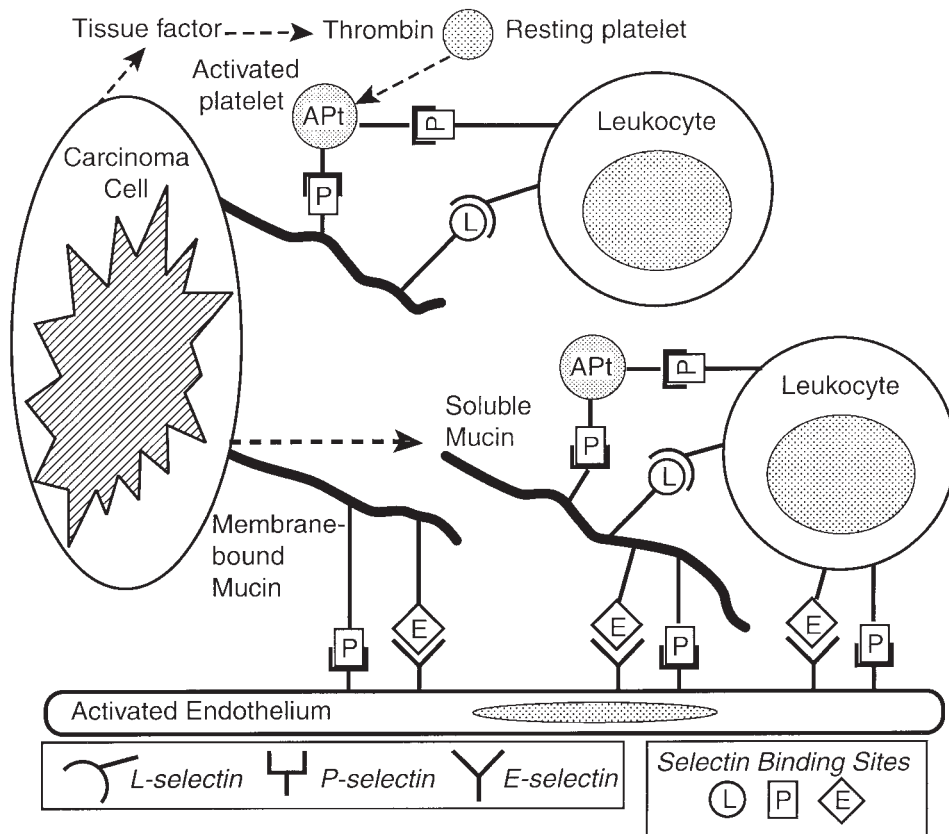 Tissue factor
Thrombin
Resting platelet
Activated
platelet
APt
P
Leukocyte
Carcinoma
Cell
P
L
APt
P
Leukocyte
Soluble
Mucin
P
L
Membrane-
bound
Mucin
P
E
E
P
E
P
Activated Endothelium
L-selectin
P-selectin
E-selectin
Selectin Binding Sites
L P E